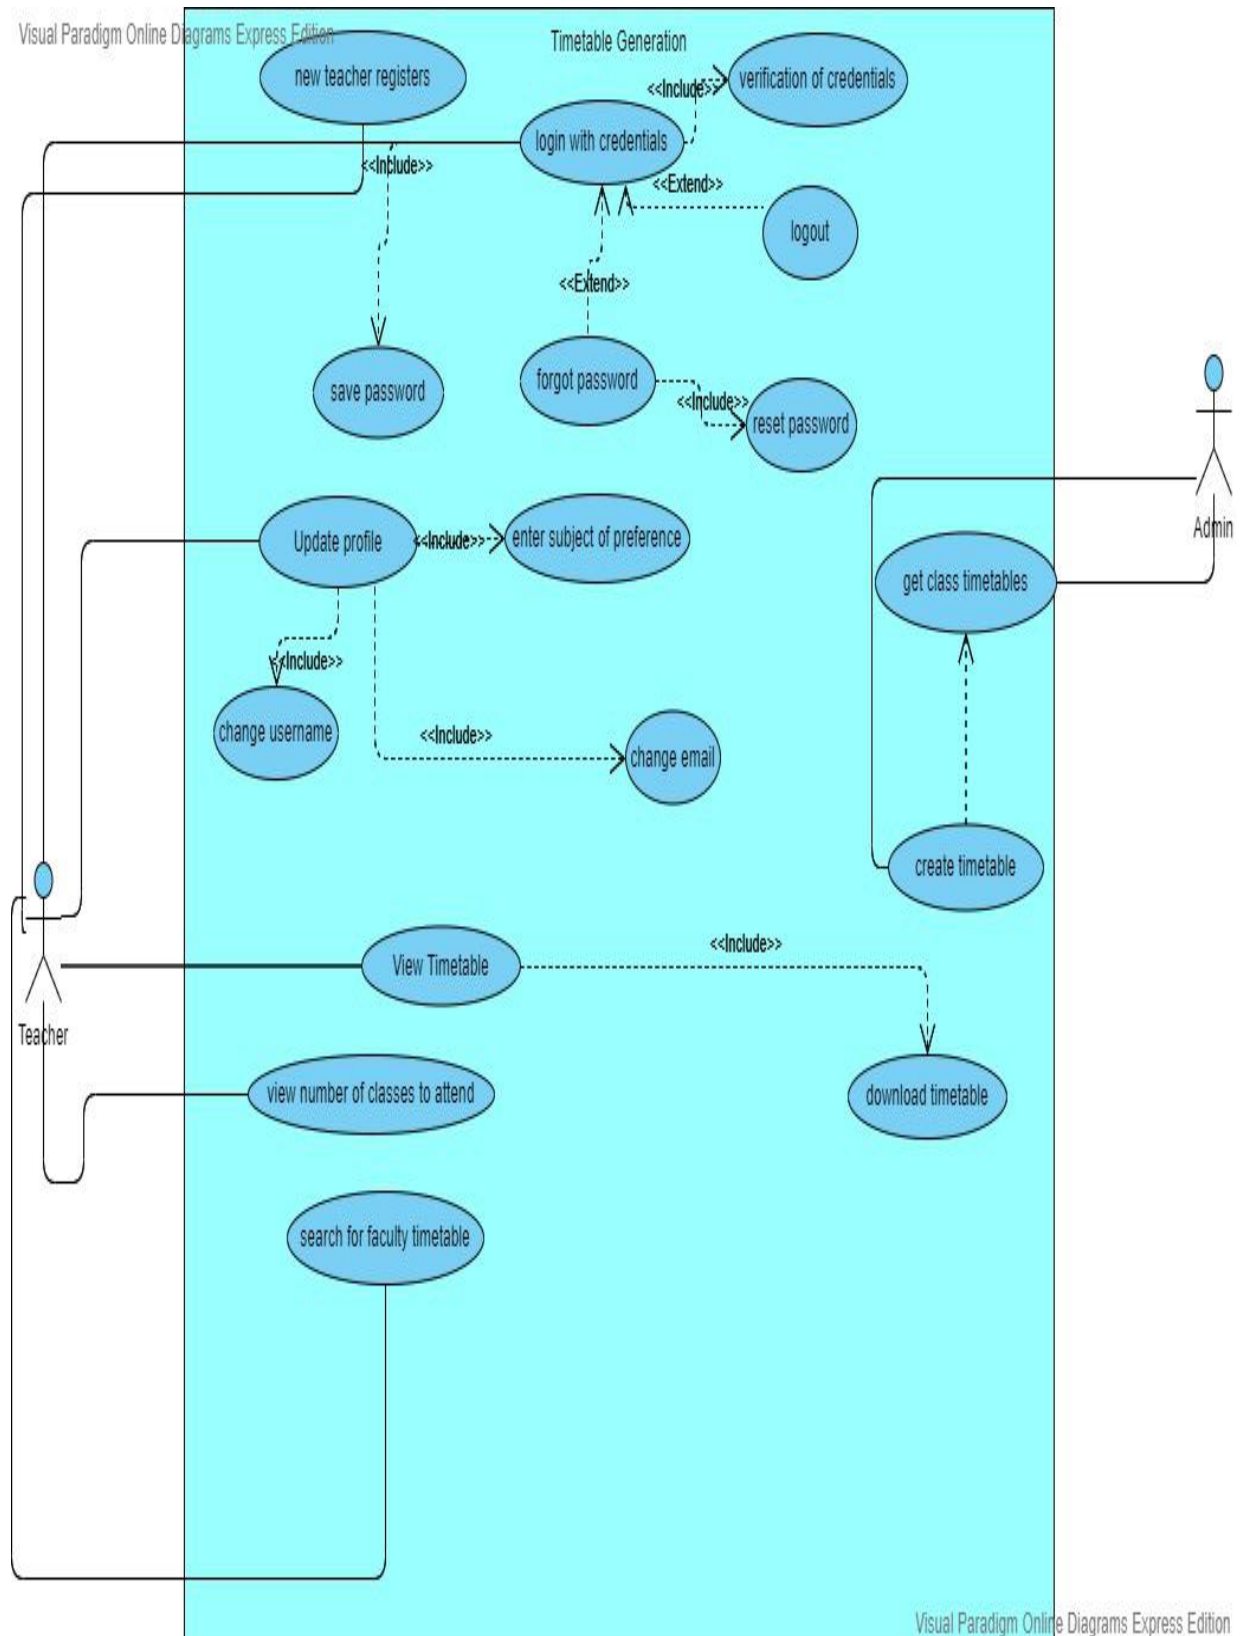 Visual Paradigm Online Diagrams Express Edition
Timetable Generation
new teacher registers
<<Include>>
verification of credentials
login with credentials
<<Include>>
<<Extend>>
logout
<<Extend>>
save password
forgot password
<<Include>>
reset password
Admin
Update profile
<<Include>>
enter subject of preference
get class timetables
<<Include>>
change username
<<Include>>
change email
create timetable
<<Include>>
View Timetable
Teacher
view number of classes to attend
download timetable
search for faculty timetable
Visual Paradigm Online Diagrams Express Edition